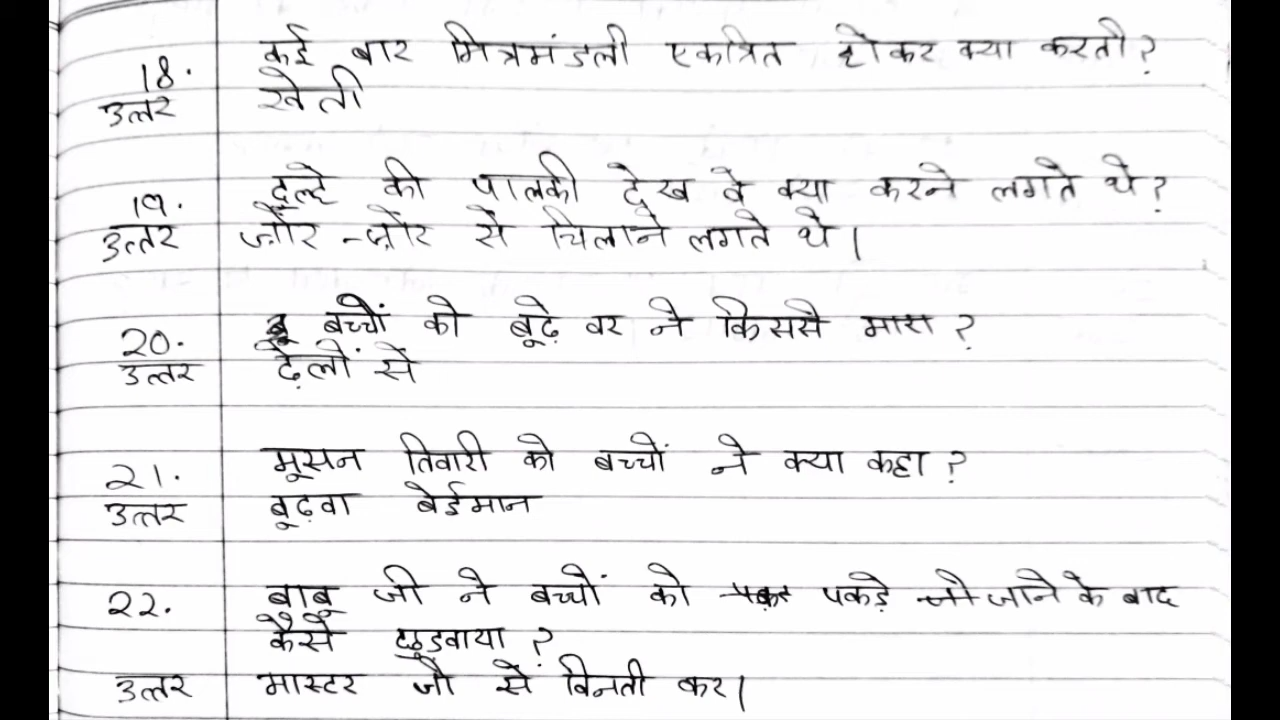 18. कई बार मित्रमंडली एकत्रित होकर क्या करती?
उत्तर खेती
19. दुल्हे की पालकी देख वे क्या करने लगते थे?
उत्तर ज़ोर-ज़ोर से चिलाने लगते थे।
20. बच्चों को बूढ़े वर ने किससे मारा?
उत्तर ढ़ेलों से
21. मूसन तिवारी को बच्चों ने क्या कहा?
उत्तर बूढ़वा बेईमान
22. बाबू जी ने बच्चों को पकड़े जाने के बाद
कैसे छुड़वाया?
उत्तर मास्टर जी से विनती कर।